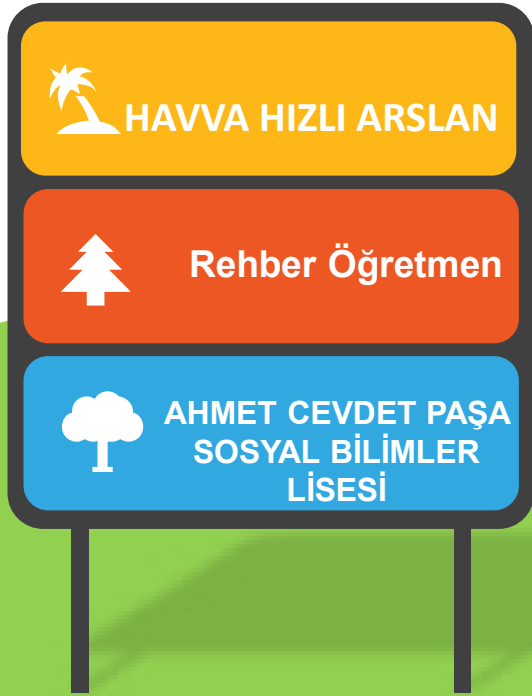 HAVVA HIZLI ARSLAN
Rehber Öğretmen
AHMET CEVDET PAŞA
SOSYAL BİLİMLER
LİSESİ